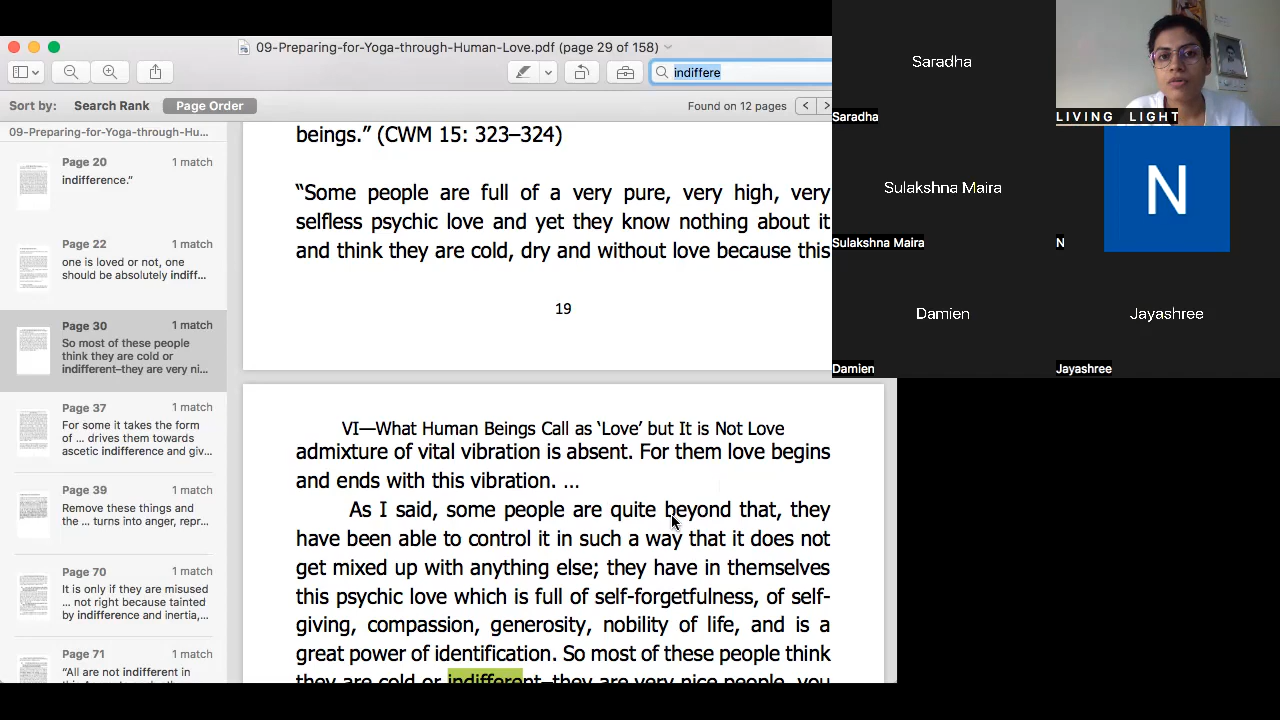 09-Preparing-for-Yoga-through-Human-Love.pdf (page 29 of 158)
indiffere
Sort by: Search Rank Page Order
Found on 12 pages
09-Preparing-for-Yoga-through-Hu...
Page 20 1 match
indifference.”
Page 22 1 match
one is loved or not, one
should be absolutely indiff...
Page 30 1 match
So most of these people
think they are cold or
indifferent–they are very ni...
Page 37 1 match
For some it takes the form
of ... drives them towards
ascetic indifference and giv...
Page 39 1 match
Remove these things and
the ... turns into anger, repr...
Page 70 1 match
It is only if they are misused
... not right because tainted
by indifference and inertia,...
Page 71 1 match
“All are not indifferent in
beings.” (CWM 15: 323–324)
“Some people are full of a very pure, very high, very
selfless psychic love and yet they know nothing about it
and think they are cold, dry and without love because this
19
VI—What Human Beings Call as ‘Love’ but It is Not Love
admixture of vital vibration is absent. For them love begins
and ends with this vibration. ...
As I said, some people are quite beyond that, they
have been able to control it in such a way that it does not
get mixed up with anything else; they have in themselves
this psychic love which is full of self-forgetfulness, of self-
giving, compassion, generosity, nobility of life, and is a
great power of identification. So most of these people think
they are cold or indifferent–they are very nice people, you
Saradha
Saradha
LIVING LIGHT
Sulakshna Maira
Sulakshna Maira
N
N
Damien
Damien
Jayashree
Jayashree